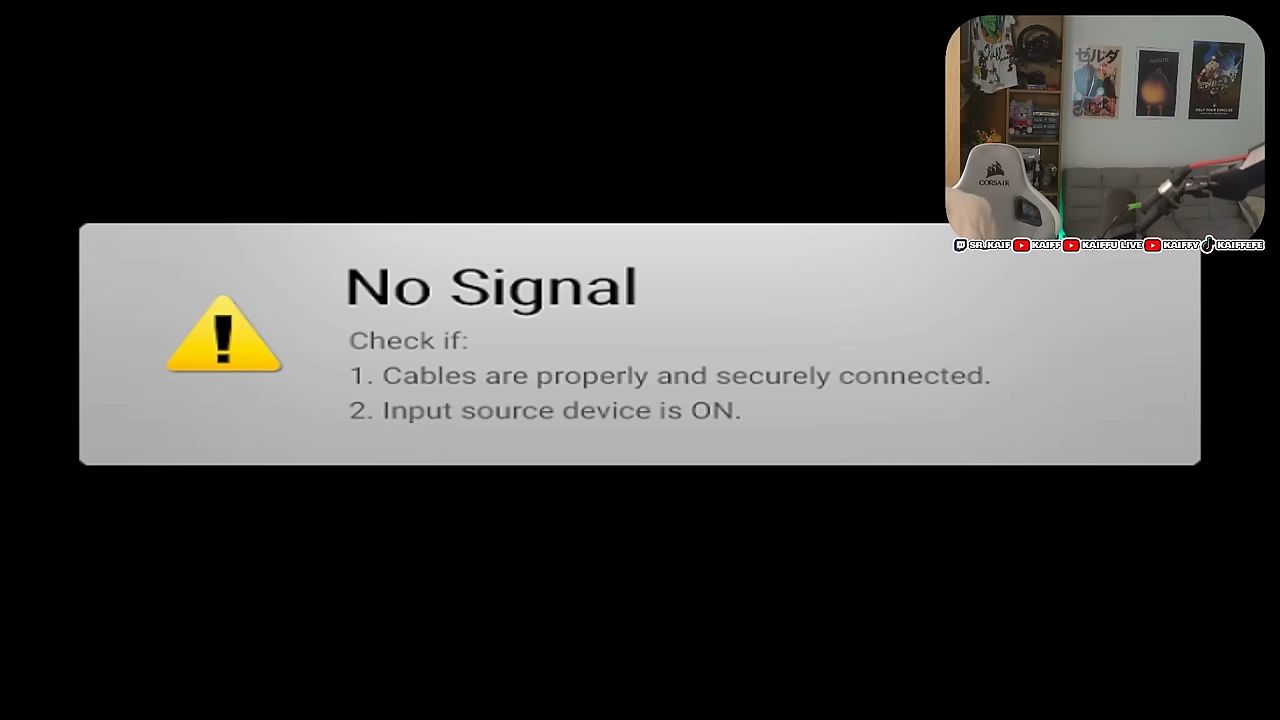 ゼルダ
CORSAIR
SR_KAIF KAIFF KAIFFU LIVE KAIFFY KAIFFEFE
No Signal
Check if:
1. Cables are properly and securely connected.
2. Input source device is ON.